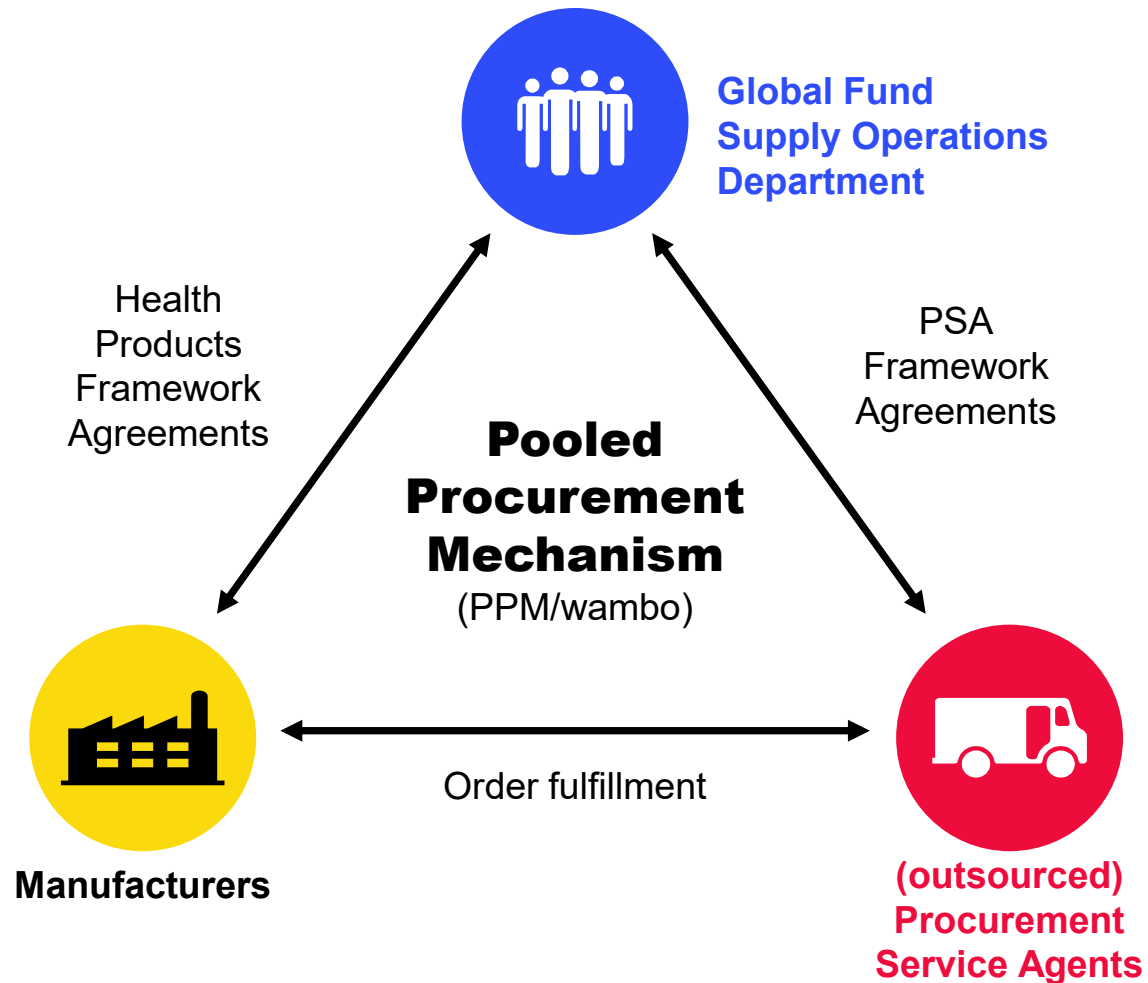 Global Fund
Supply Operations
Department
Health
Products
Framework
Agreements
PSA
Framework
Agreements
Pooled
Procurement
Mechanism
(PPM/wambo)
Order fulfillment
Manufacturers
(outsourced)
Procurement
Service Agents